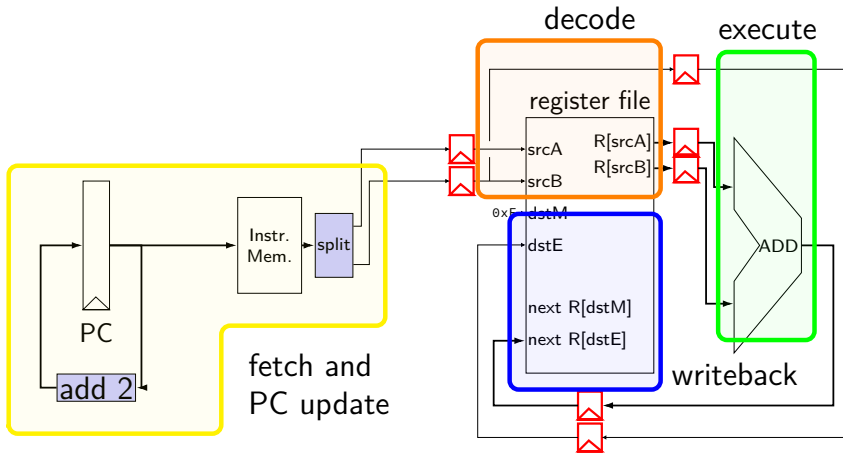 decode
execute
register file
srcA
R[srcA]
R[srcB]
srcB
0xF
dstM
dstE
next R[dstM]
next R[dstE]
Instr.
Mem.
split
PC
add 2
ADD
fetch and
PC update
writeback